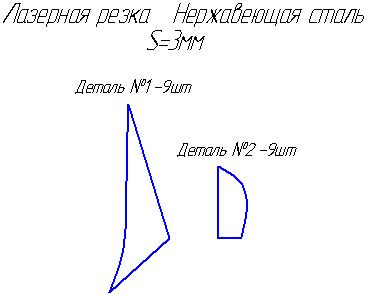 Лазерная резка Нержавеющая сталь
S=3мм
Деталь №1 -9шт
Деталь №2 -9шт